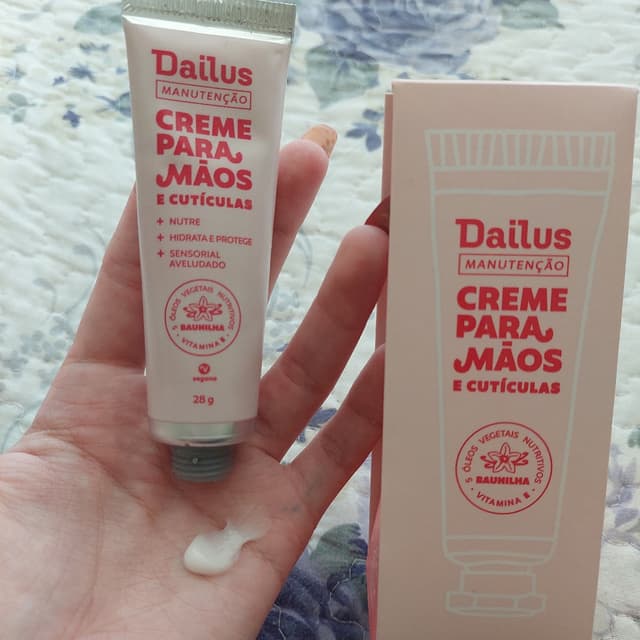 Dailus
MANUTENÇÃO
CREME
PARA
MÃOS
E CUTÍCULAS
+ NUTRE
+ HIDRATA E PROTEGE
+ SENSORIAL
AVELUDADO
5 ÓLEOS VEGETAIS NUTRITIVOS
BAUNILHA
• VITAMINA E •
vegano
28 g
Dailus
MANUTENÇÃO
CREME
PARA
MÃOS
E CUTÍCULAS
5 ÓLEOS VEGETAIS NUTRITIVOS
BAUNILHA
• VITAMINA E •